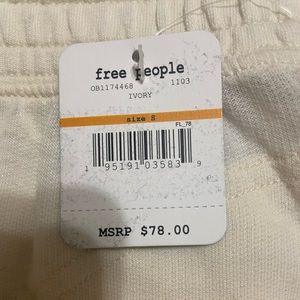 free people
OB1174468 1103
IVORY
size S
FL_78
1 95191 03583 9
MSRP $78.00